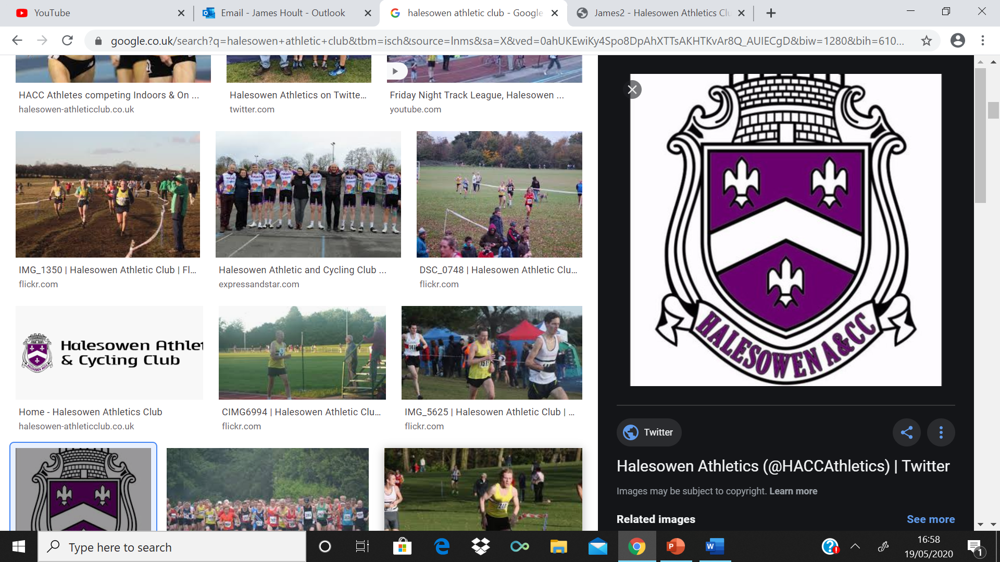 YouTube
Email - James Hoult - Outlook
halesowen athletic club - Google
James2 - Halesowen Athletics Clu
google.co.uk/search?q=halesowen+athletic+club&tbm=isch&source=lnms&sa=X&ved=0ahUKEwiKy4Spo8DpAhXTTsAKHTKvAr8Q_AUIECgD&biw=1280&bih=610...
HACC Athletes competing Indoors & On ...
halesowen-athleticclub.co.uk
Halesowen Athletics on Twitte...
twitter.com
Friday Night Track League, Halesowen ...
youtube.com
IMG_1350 | Halesowen Athletic Club | Fl...
flickr.com
Halesowen Athletic and Cycling Club ...
expressandstar.com
DSC_0748 | Halesowen Athletic Clu...
flickr.com
Halesowen Athlet
& Cycling Club
HALESOWEN A&CC
Home - Halesowen Athletics Club
halesowen-athleticclub.co.uk
CIMG6994 | Halesowen Athletic Clu...
flickr.com
IMG_5625 | Halesowen Athletic Club | ...
flickr.com
HALESOWEN A&CC
Twitter
Halesowen Athletics (@HACCAthletics) | Twitter
Images may be subject to copyright. Learn more
Related images
See more
Type here to search
16:58
19/05/2020
1